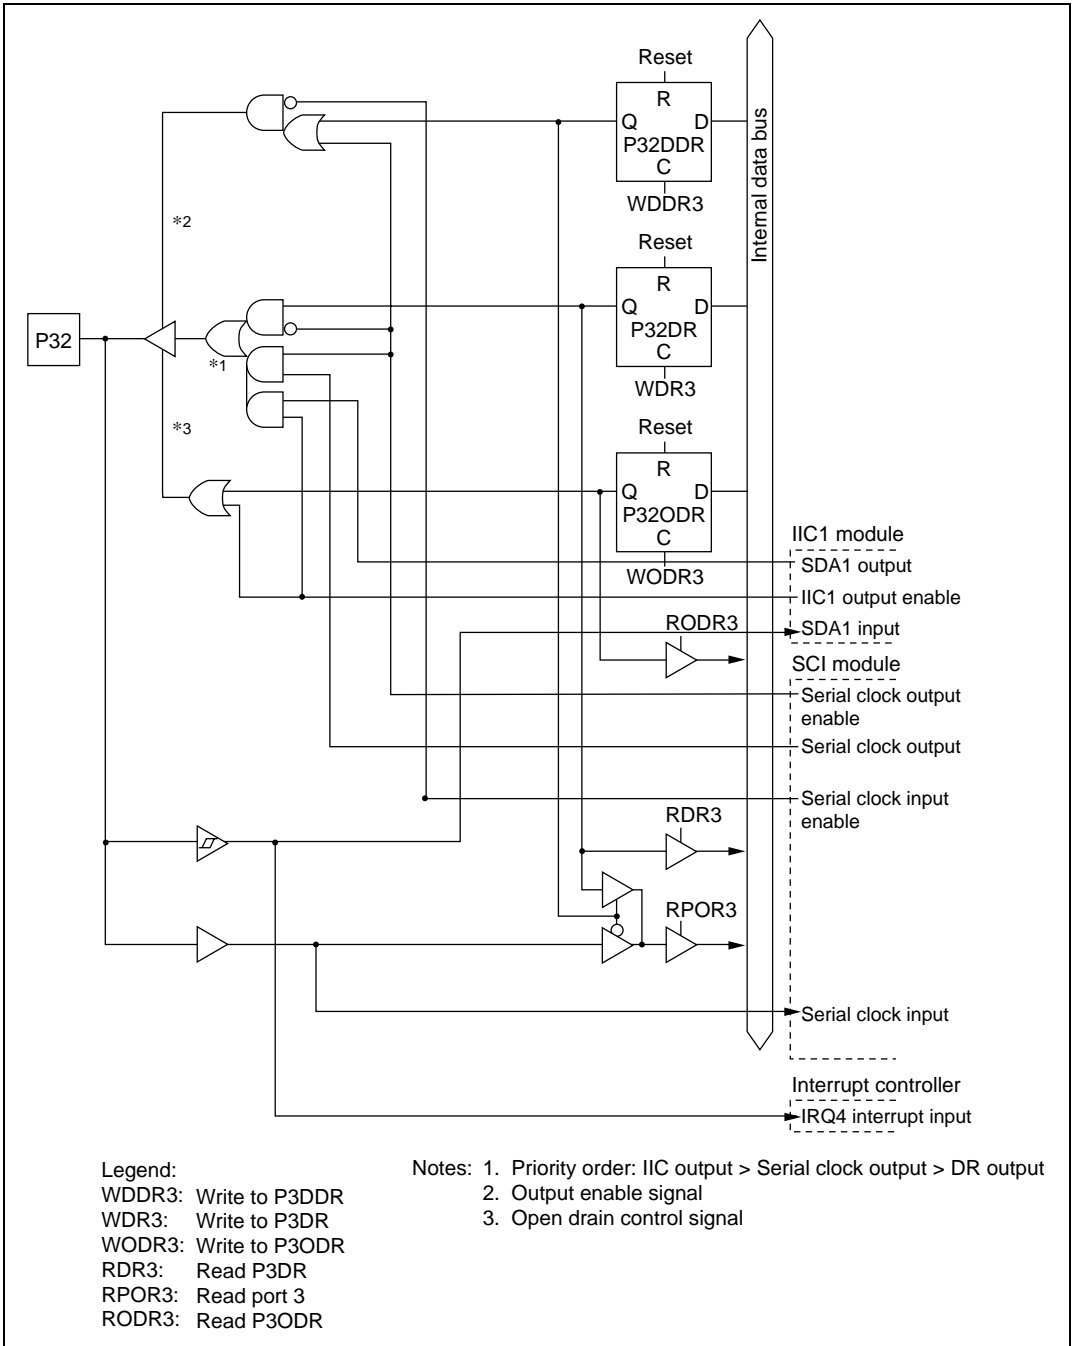 Reset
R
Q D
P32DDR
C
WDDR3
Internal data bus
*2
Reset
R
Q D
P32DR
C
WDR3
P32
*1
*3
Reset
R
Q D
P32ODR
C
WODR3
IIC1 module
SDA1 output
IIC1 output enable
SDA1 input
RODR3
SCI module
Serial clock output
enable
Serial clock output
Serial clock input
enable
RDR3
RPOR3
Serial clock input
Interrupt controller
IRQ4 interrupt input
Legend:
WDDR3: Write to P3DDR
WDR3: Write to P3DR
WODR3: Write to P3ODR
RDR3: Read P3DR
RPOR3: Read port 3
RODR3: Read P3ODR
Notes: 1. Priority order: IIC output > Serial clock output > DR output
2. Output enable signal
3. Open drain control signal